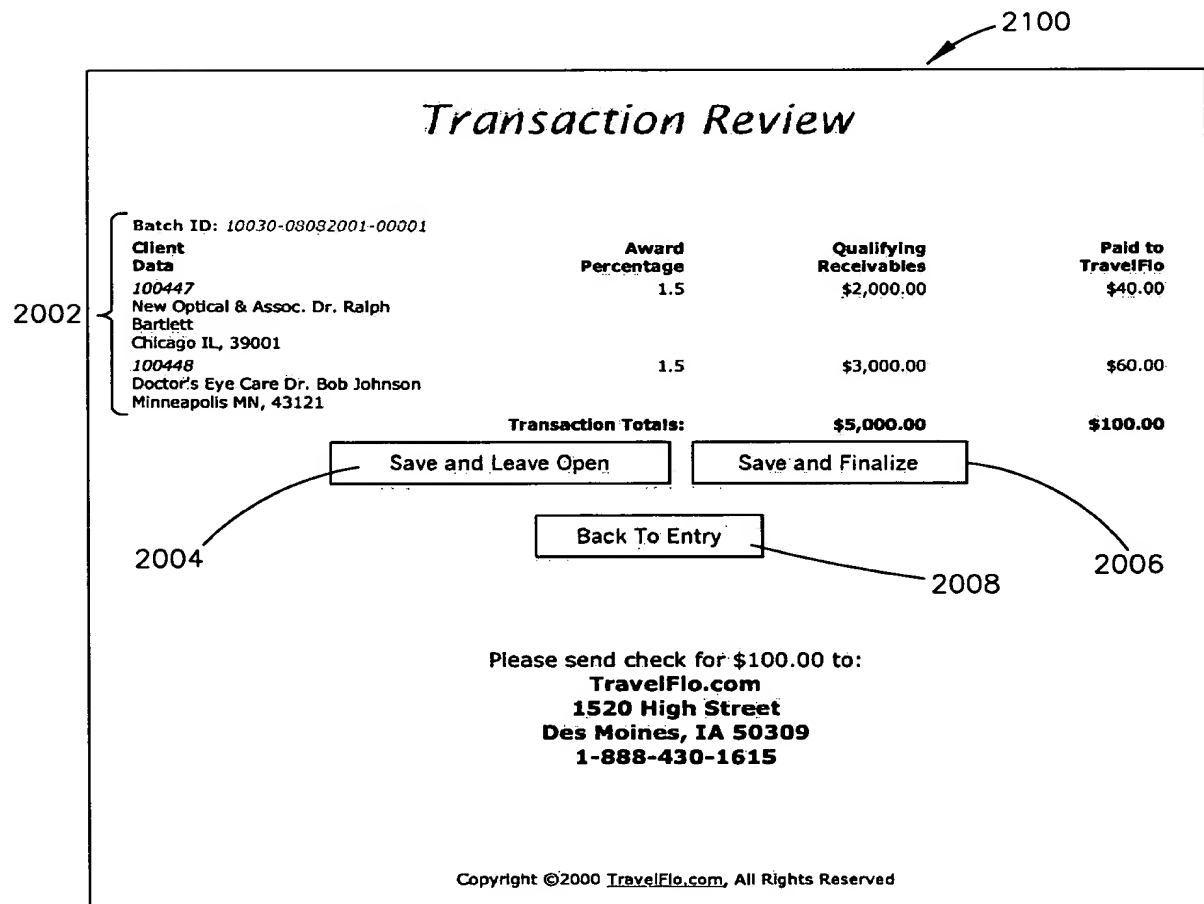 2100
Transaction Review
Batch ID: 10030-08082001-00001
Client Award Qualifying Paid to
Data Percentage Receivables TravelFlo
100447 1.5 $2,000.00 $40.00
New Optical & Assoc. Dr. Ralph
2002
Bartlett
Chicago IL, 39001
100448 1.5 $3,000.00 $60.00
Doctor's Eye Care Dr. Bob Johnson
Minneapolis MN, 43121
Transaction Totals: $5,000.00 $100.00
Save and Leave Open Save and Finalize
Back To Entry
2004 2006
2008
Please send check for $100.00 to:
TravelFlo.com
1520 High Street
Des Moines, IA 50309
1-888-430-1615
Copyright ©2000 TravelFlo.com, All Rights Reserved